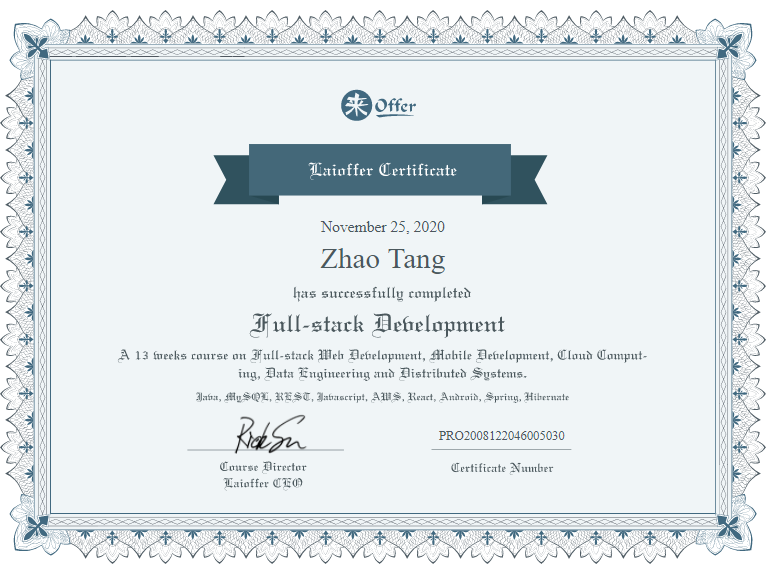 来 Offer
Laioffer Certificate
November 25, 2020
Zhao Tang
has successfully completed
Full-stack Development
A 13 weeks course on Full-stack Web Development, Mobile Development, Cloud Comput-
ing, Data Engineering and Distributed Systems.
Java, MySQL, REST, Javascript, AWS, React, Android, Spring, Hibernate
Rick Sun
PRO2008122046005030
Course Director
Certificate Number
Laioffer CEO